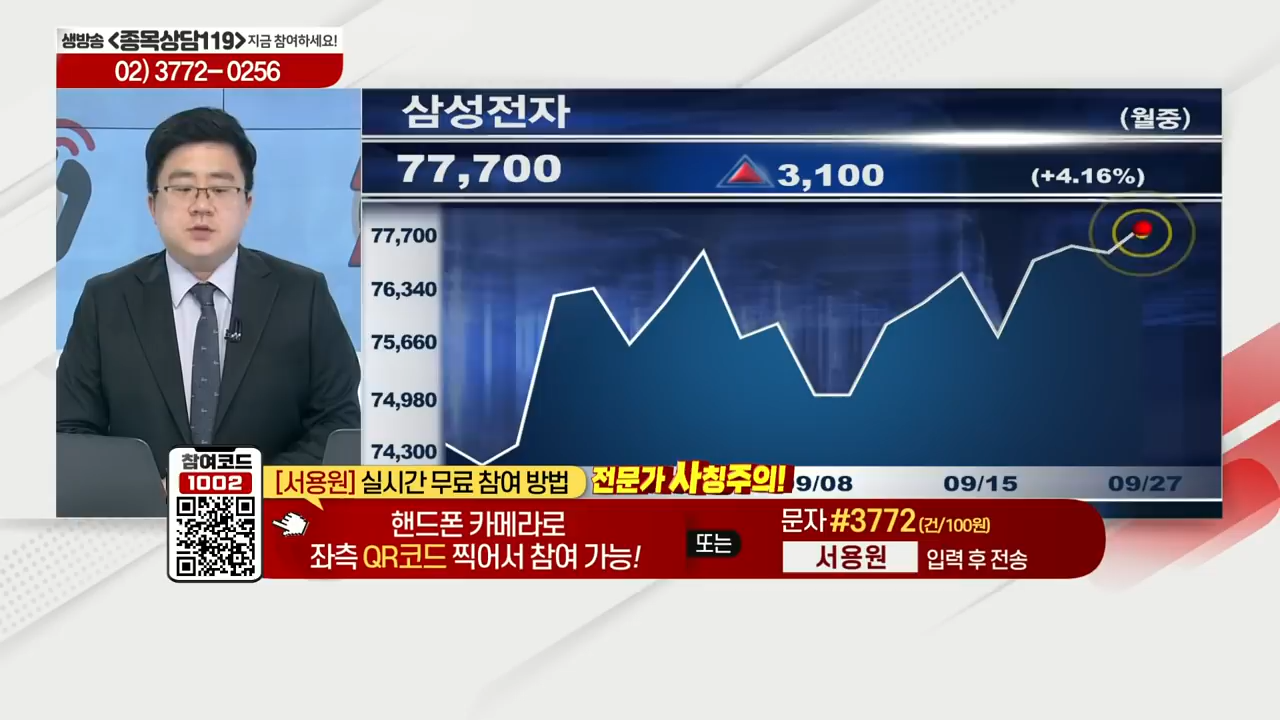 생방송 <종목상담119> 지금 참여하세요!
02) 3772-0256
삼성전자
(월중)
77,700
3,100
(+4.16%)
77,700
76,340
75,660
74,980
74,300
9/08
09/15
09/27
참여코드
1002
[서용원] 실시간 무료 참여 방법
전문가 사칭주의!
핸드폰 카메라로
좌측 QR코드 찍어서 참여 가능!
또는
문자 #3772 (건/100원)
서용원 입력 후 전송